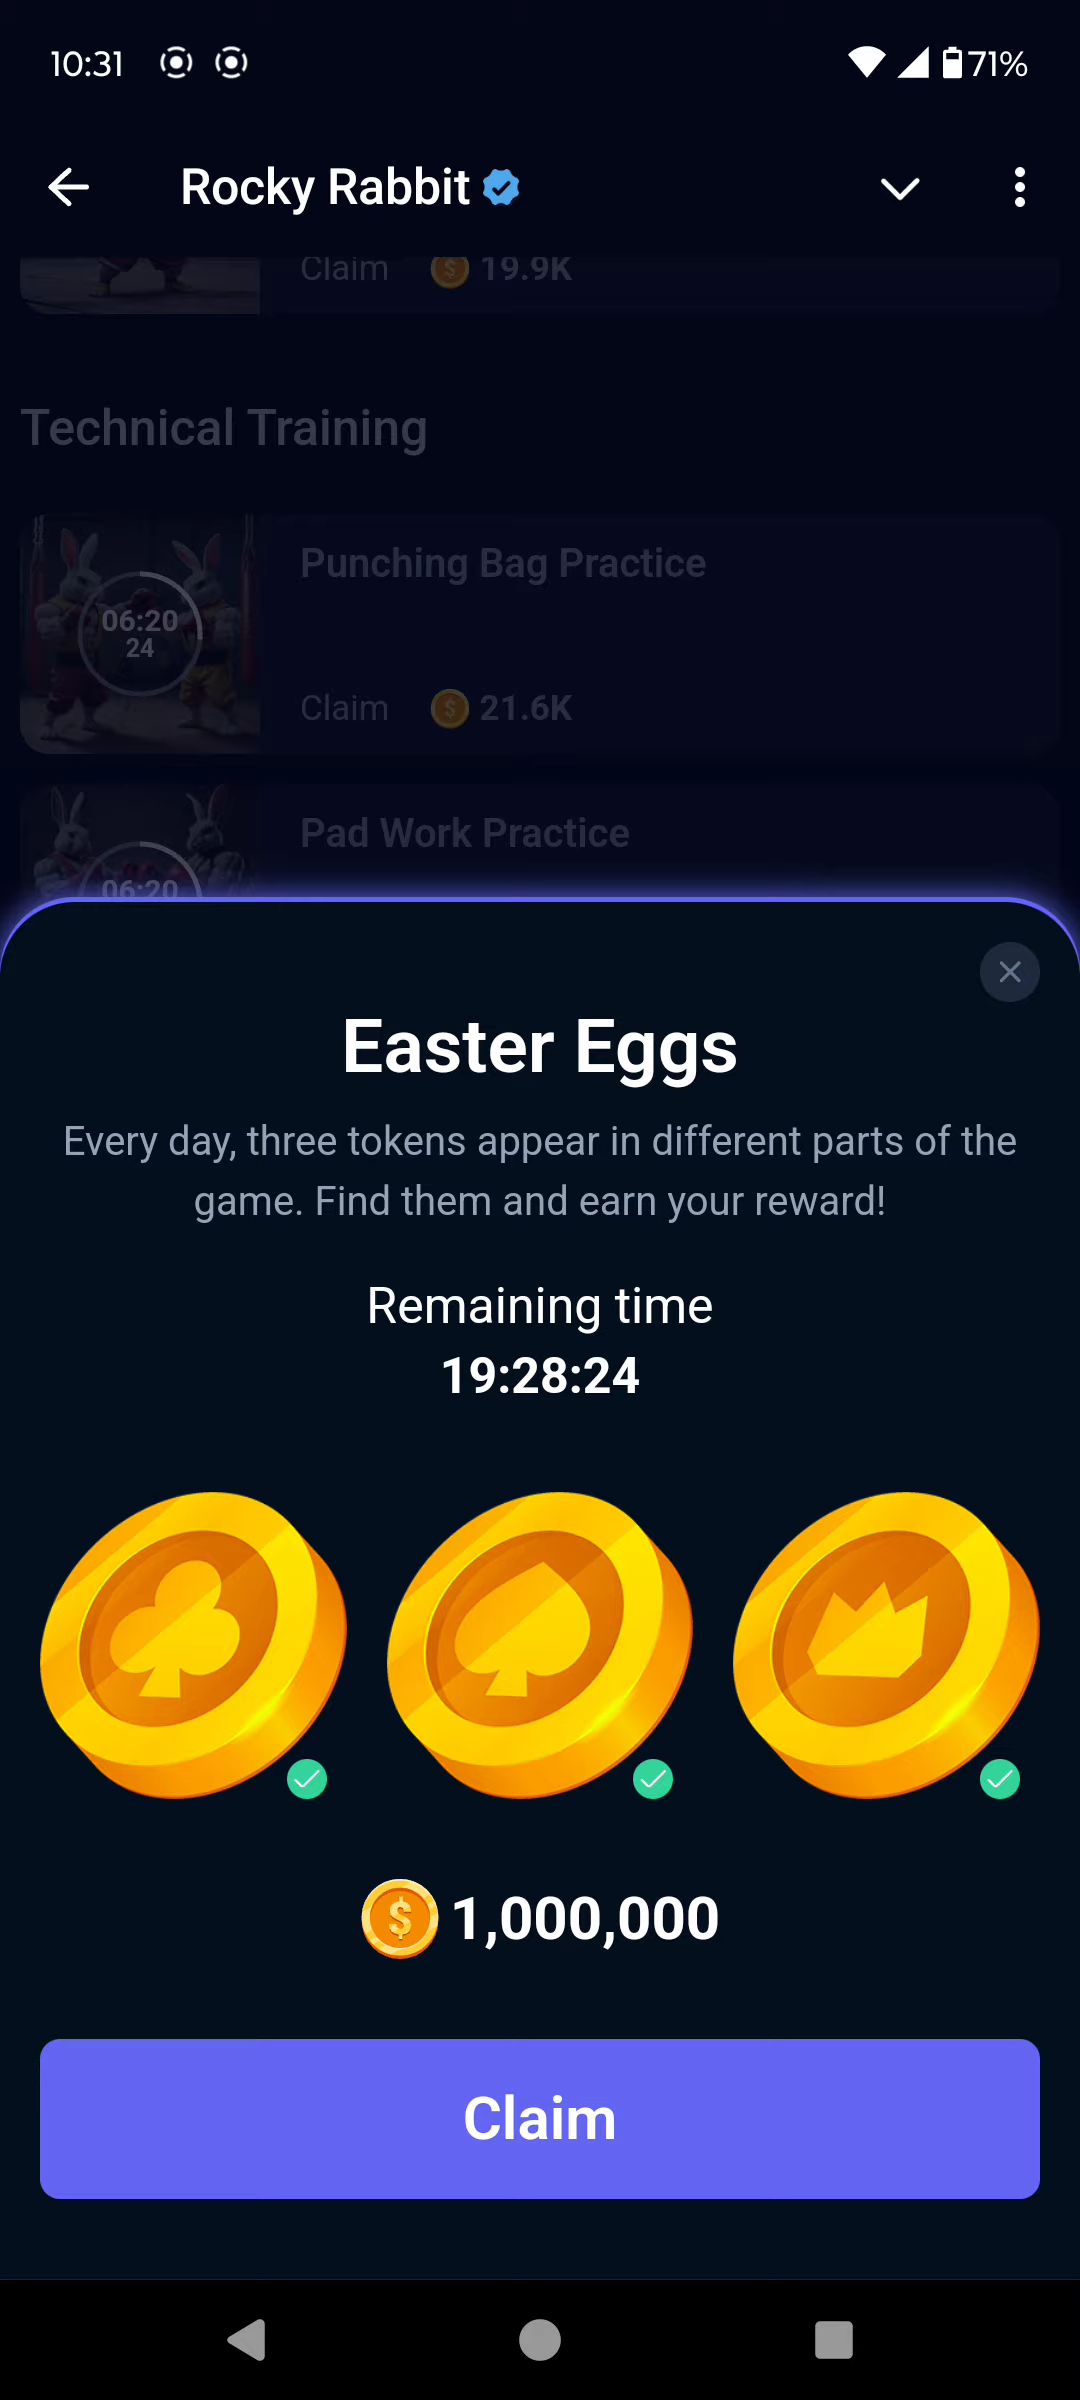 10:31
71%
Rocky Rabbit
Claim 19.9K
Technical Training
Punching Bag Practice
06:20
24
Claim 21.6K
Pad Work Practice
06:20
Easter Eggs
Every day, three tokens appear in different parts of the
game. Find them and earn your reward!
Remaining time
19:28:24
$ 1,000,000
Claim